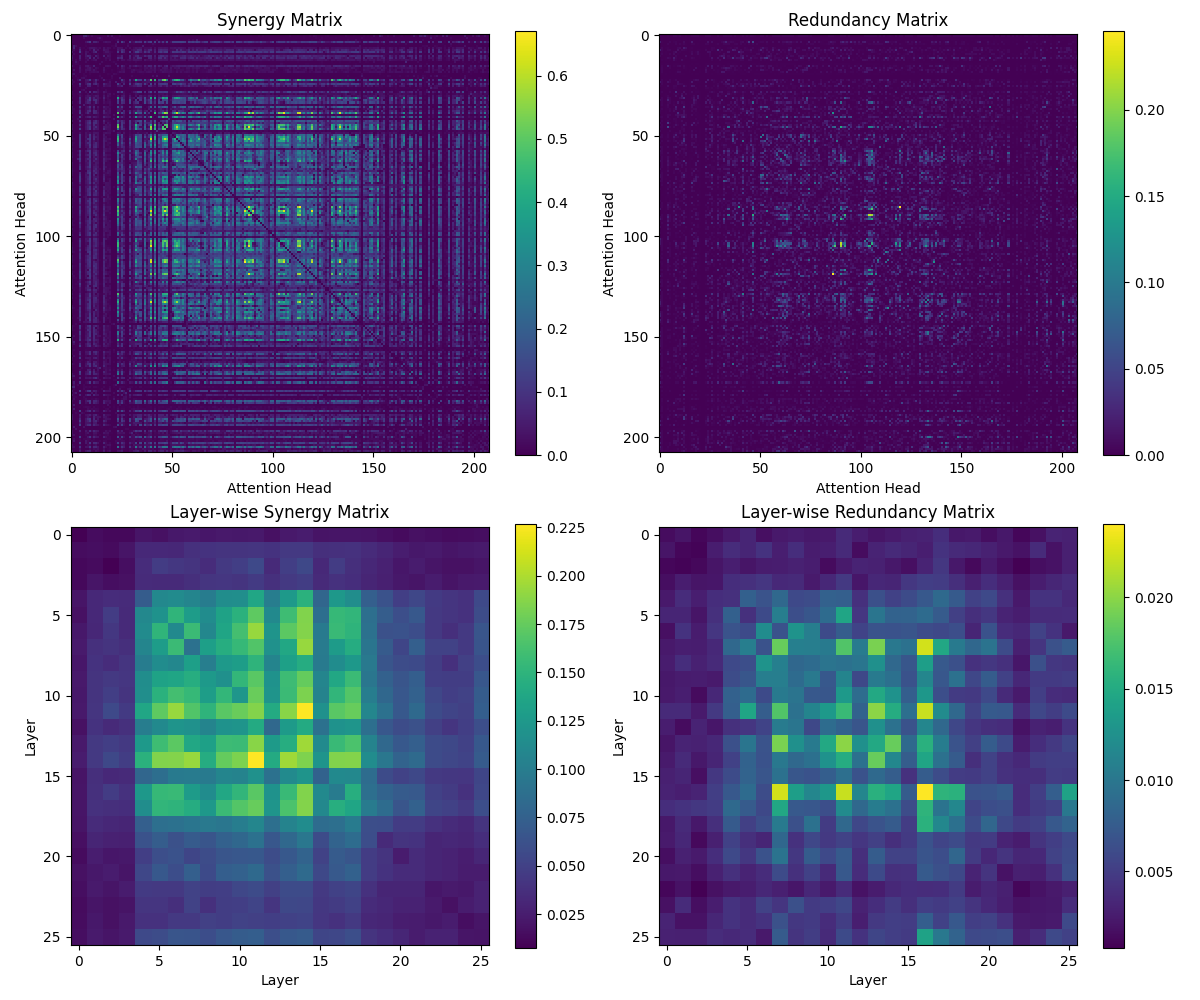 Synergy Matrix
0
50
100
150
200
Attention Head
0 50 100 150 200
Attention Head
0.6
0.5
0.4
0.3
0.2
0.1
0.0
Redundancy Matrix
0
50
100
150
200
Attention Head
0 50 100 150 200
Attention Head
0.20
0.15
0.10
0.05
0.00
Layer-wise Synergy Matrix
0
5
10
15
20
25
Layer
0 5 10 15 20 25
Layer
0.225
0.200
0.175
0.150
0.125
0.100
0.075
0.050
0.025
Layer-wise Redundancy Matrix
0
5
10
15
20
25
Layer
0 5 10 15 20 25
Layer
0.020
0.015
0.010
0.005